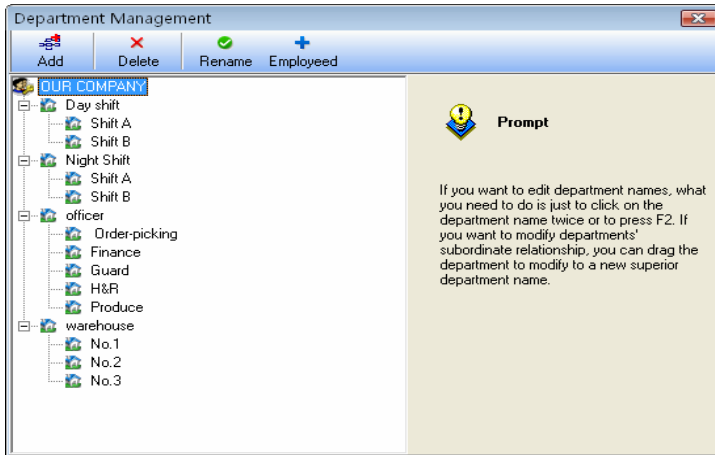 Department Management
Add Delete Rename Employeed
OUR COMPANY
Day shift
Shift A
Shift B
Night Shift
Shift A
Shift B
officer
Order-picking
Finance
Guard
H&R
Produce
warehouse
No.1
No.2
No.3
Prompt
If you want to edit department names, what
you need to do is just to click on the
department name twice or to press F2. If
you want to modify departments'
subordinate relationship, you can drag the
department to modify to a new superior
department name.